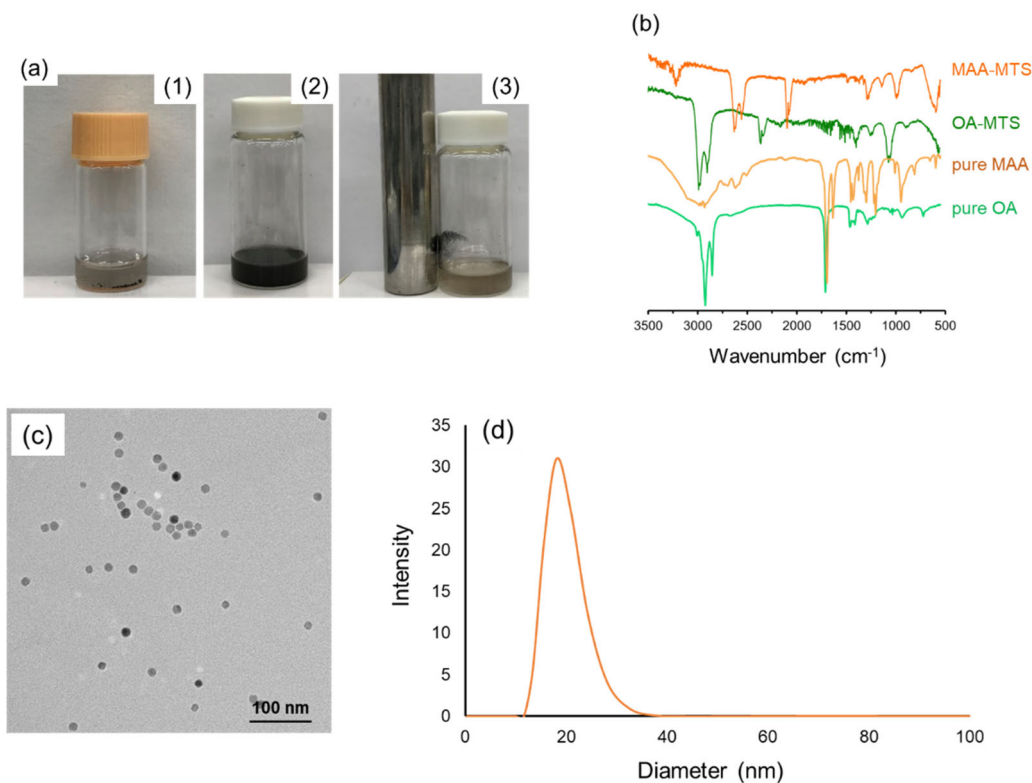 (a)
(1)
(2)
(3)
(b)
MAA-MTS
OA-MTS
pure MAA
pure OA
3500 3000 2500 2000 1500 1000 500
Wavenumber (cm⁻¹)
(c)
100 nm
(d)
35
30
25
20
15
10
5
0
Intensity
0 20 40 60 80 100
Diameter (nm)